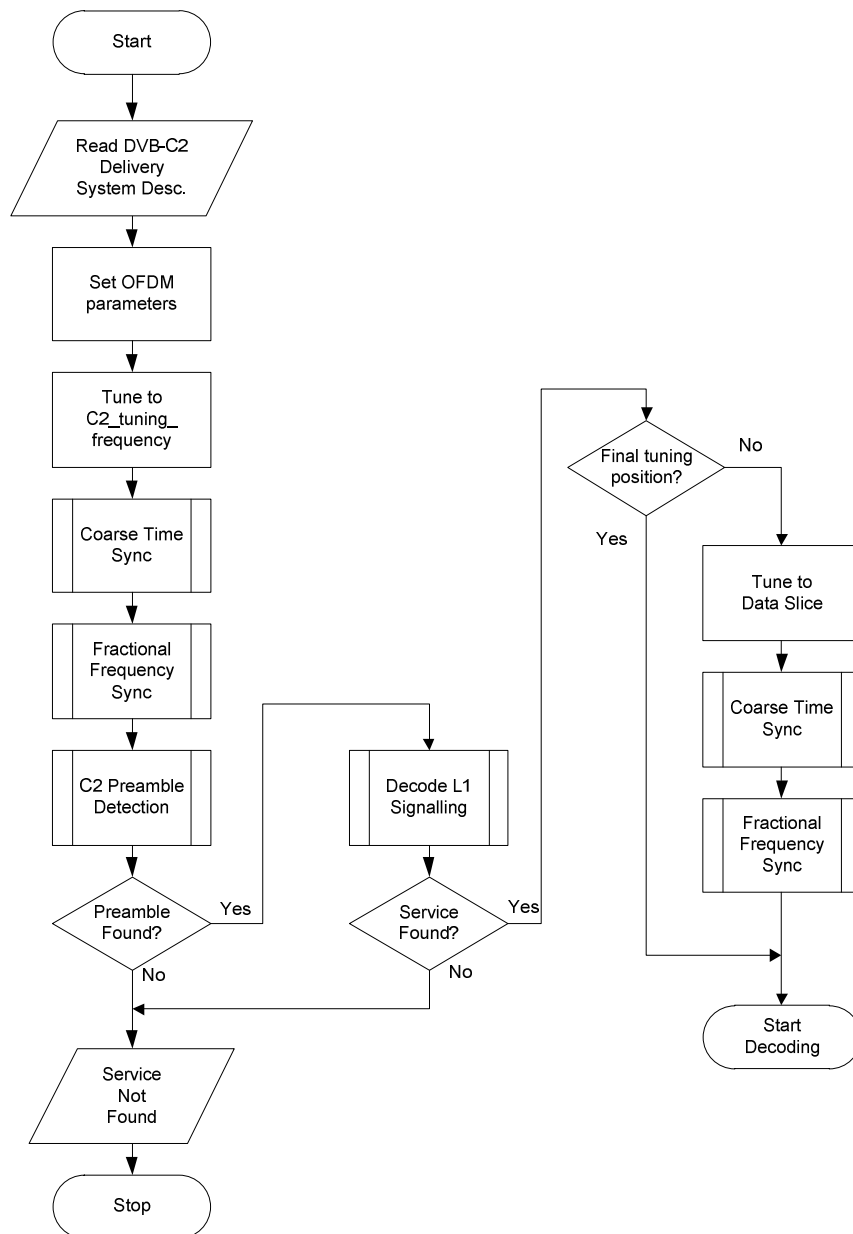 Start
Read DVB-C2
Delivery
System Desc.
Set OFDM
parameters
Tune to
C2_tuning_
frequency
Coarse Time
Sync
Fractional
Frequency
Sync
C2 Preamble
Detection
Preamble
Found?
Yes
No
Service
Not
Found
Stop
Decode L1
Signalling
Service
Found?
Yes
No
Final tuning
position?
No
Yes
Tune to
Data Slice
Coarse Time
Sync
Fractional
Frequency
Sync
Start
Decoding